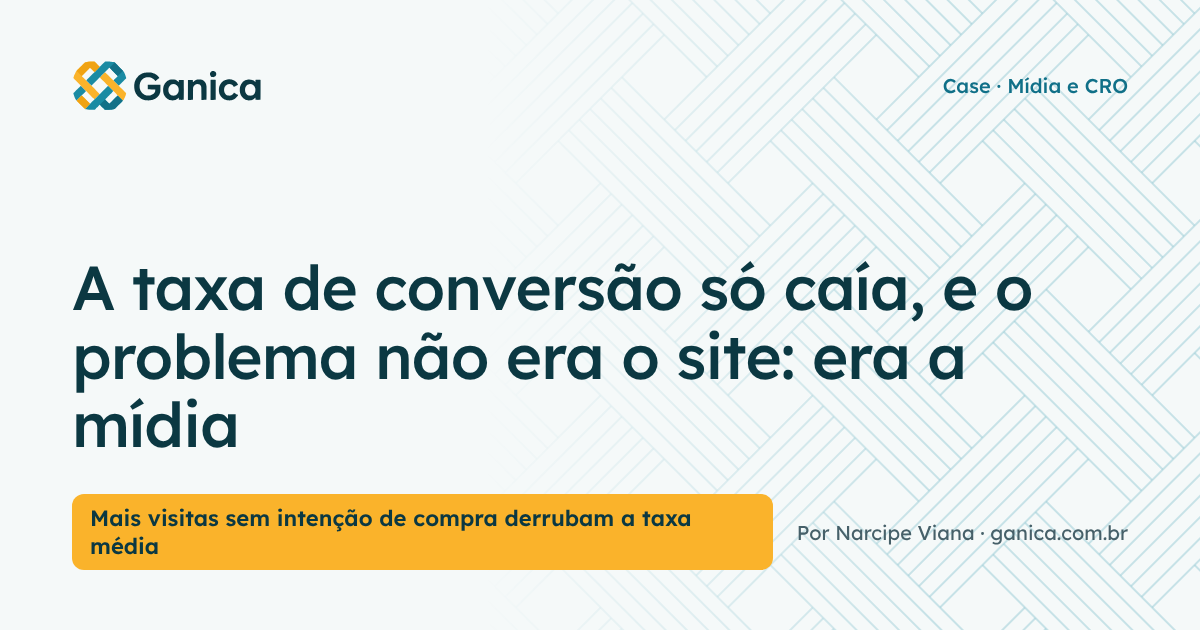 Ganica
Case · Mídia e CRO
A taxa de conversão só caía, e o
problema não era o site: era a
mídia
Mais visitas sem intenção de compra derrubam a taxa
média
Por Narcipe Viana · ganica.com.br